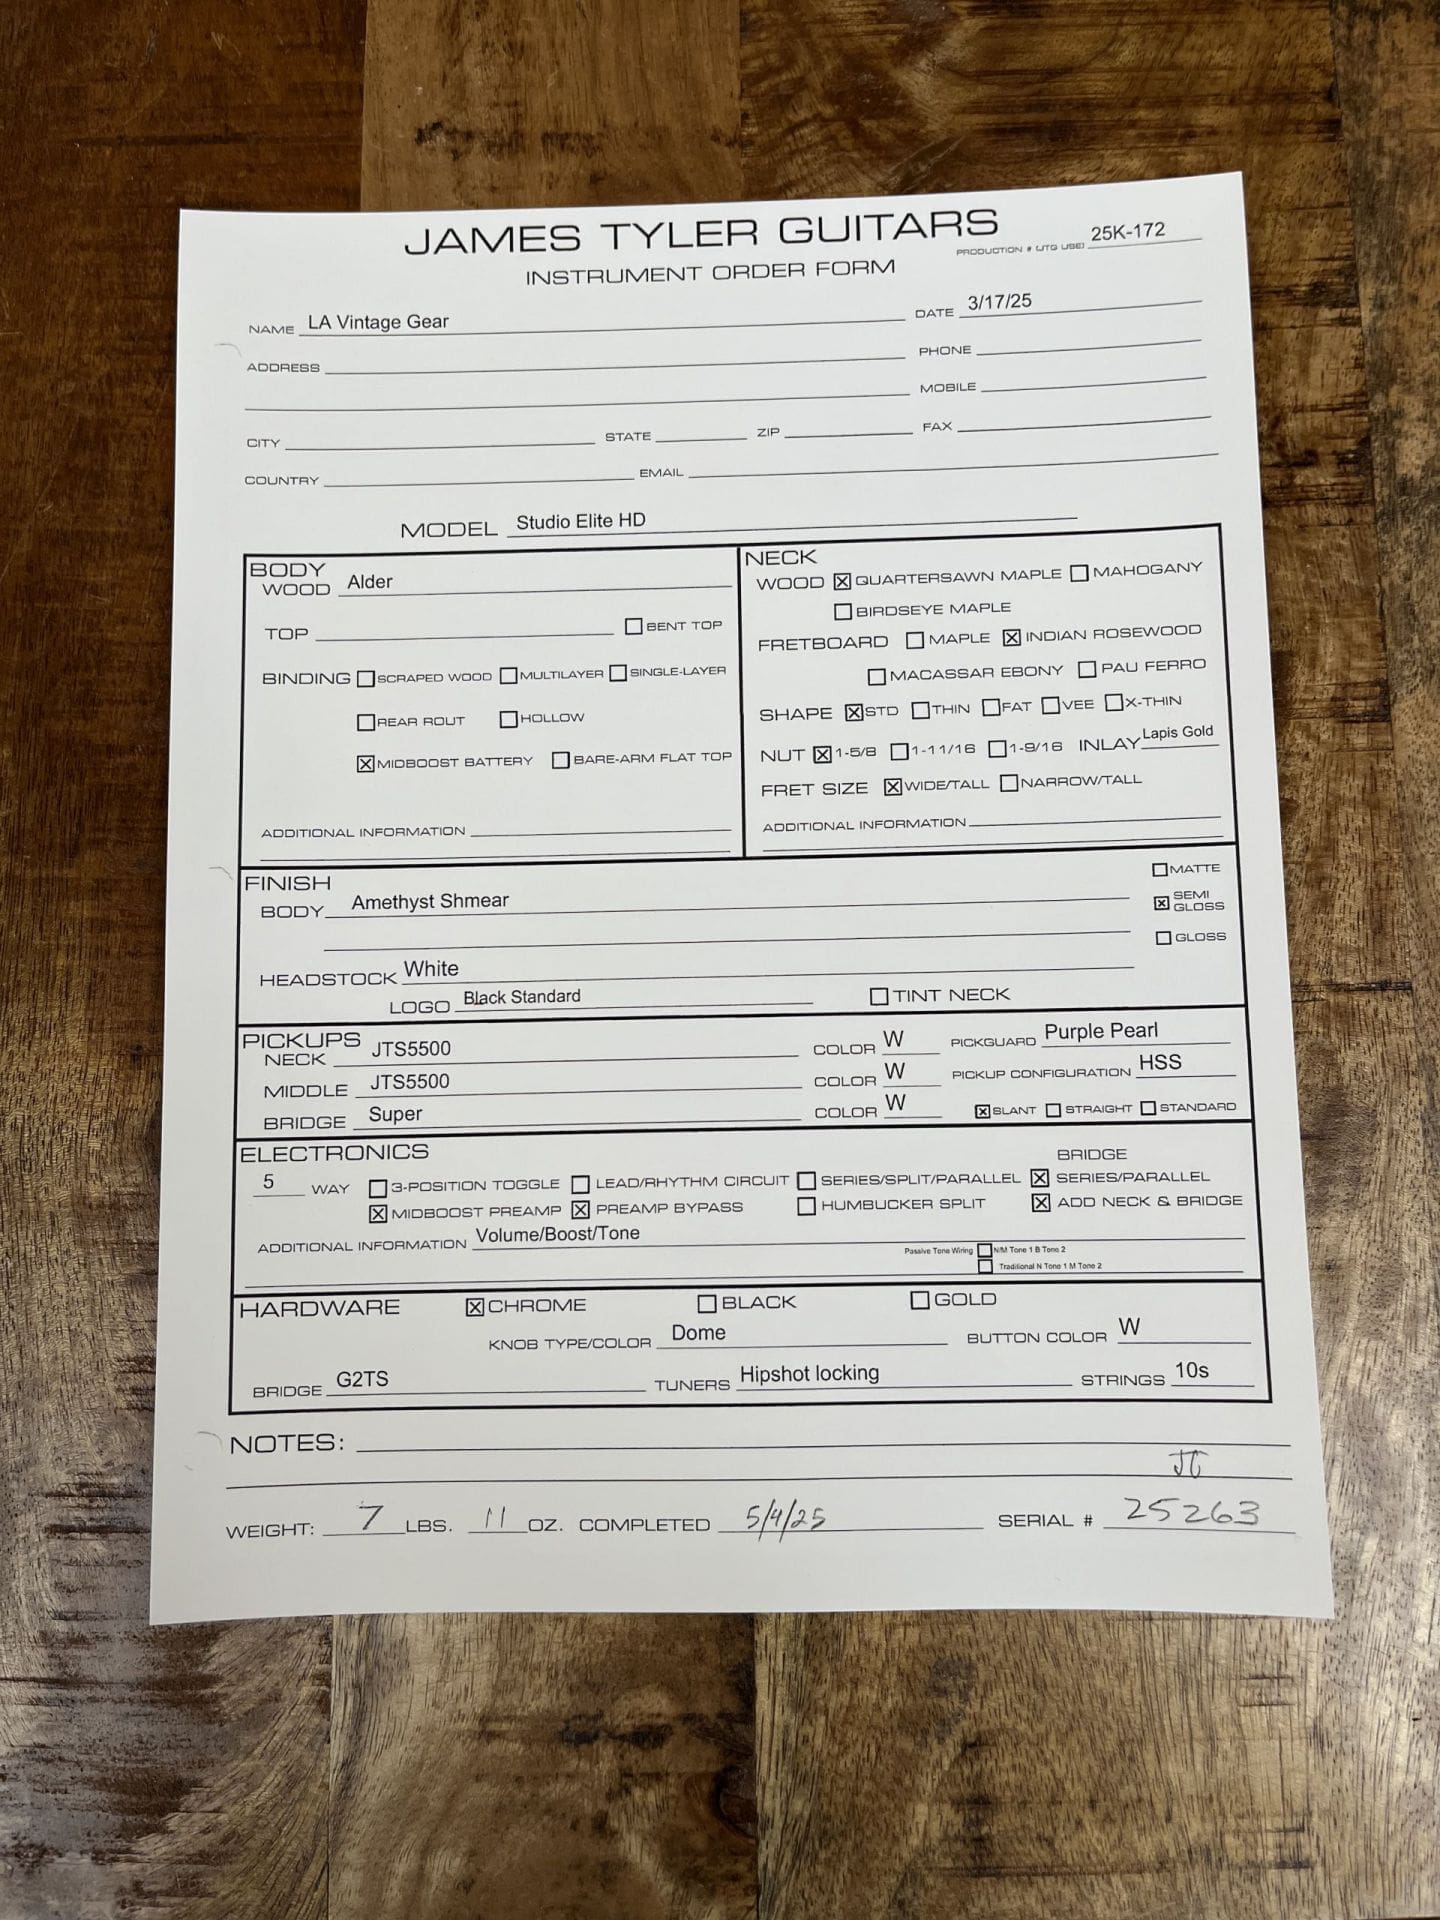 JAMES TYLER GUITARS
PRODUCTION # (JTG USE) 25K-172
INSTRUMENT ORDER FORM
NAME LA Vintage Gear DATE 3/17/25
ADDRESS PHONE
MOBILE
CITY STATE ZIP FAX
COUNTRY EMAIL
MODEL Studio Elite HD
BODY
WOOD Alder
TOP ☐ BENT TOP
BINDING ☐ SCRAPED WOOD ☐ MULTILAYER ☐ SINGLE-LAYER
☐ REAR ROUT ☐ HOLLOW
☒ MIDBOOST BATTERY ☐ BARE-ARM FLAT TOP
ADDITIONAL INFORMATION
NECK
WOOD ☒ QUARTERSAWN MAPLE ☐ MAHOGANY
☐ BIRDSEYE MAPLE
FRETBOARD ☐ MAPLE ☒ INDIAN ROSEWOOD
☐ MACASSAR EBONY ☐ PAU FERRO
SHAPE ☒ STD ☐ THIN ☐ FAT ☐ VEE ☐ X-THIN
NUT ☒ 1-5/8 ☐ 1-11/16 ☐ 1-9/16 INLAY Lapis Gold
FRET SIZE ☒ WIDE/TALL ☐ NARROW/TALL
ADDITIONAL INFORMATION
FINISH
☐ MATTE
BODY Amethyst Shmear ☒ SEMI GLOSS
☐ GLOSS
HEADSTOCK White
LOGO Black Standard ☐ TINT NECK
PICKUPS
NECK JTS5500 COLOR W PICKGUARD Purple Pearl
MIDDLE JTS5500 COLOR W PICKUP CONFIGURATION HSS
BRIDGE Super COLOR W ☒ SLANT ☐ STRAIGHT ☐ STANDARD
ELECTRONICS BRIDGE
5 WAY ☐ 3-POSITION TOGGLE ☐ LEAD/RHYTHM CIRCUIT ☐ SERIES/SPLIT/PARALLEL ☒ SERIES/PARALLEL
☒ MIDBOOST PREAMP ☒ PREAMP BYPASS ☐ HUMBUCKER SPLIT ☒ ADD NECK & BRIDGE
ADDITIONAL INFORMATION Volume/Boost/Tone
Passive Tone Wiring ☐ N/M Tone 1 B Tone 2
☐ Traditional N Tone 1 M Tone 2
HARDWARE ☒ CHROME ☐ BLACK ☐ GOLD
KNOB TYPE/COLOR Dome BUTTON COLOR W
BRIDGE G2TS TUNERS Hipshot locking STRINGS 10s
NOTES:
WEIGHT: 7 LBS. 11 OZ. COMPLETED 5/4/25 SERIAL # 25263